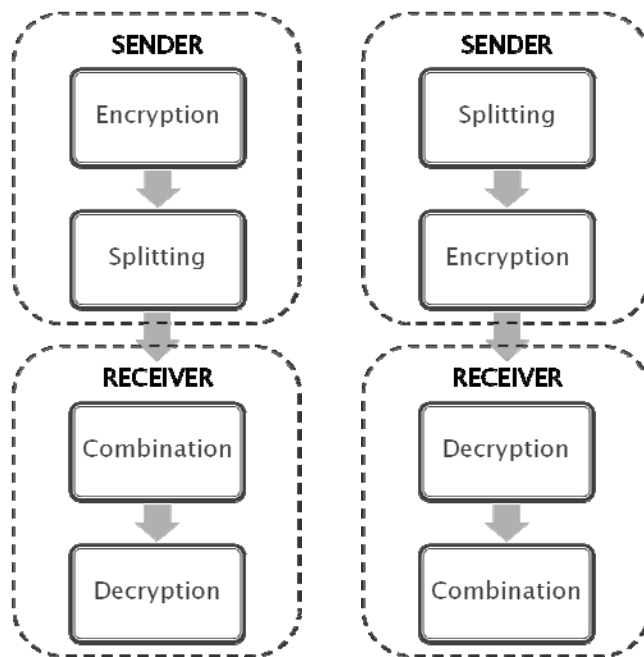 SENDER
Encryption
Splitting
RECEIVER
Combination
Decryption
SENDER
Splitting
Encryption
RECEIVER
Decryption
Combination